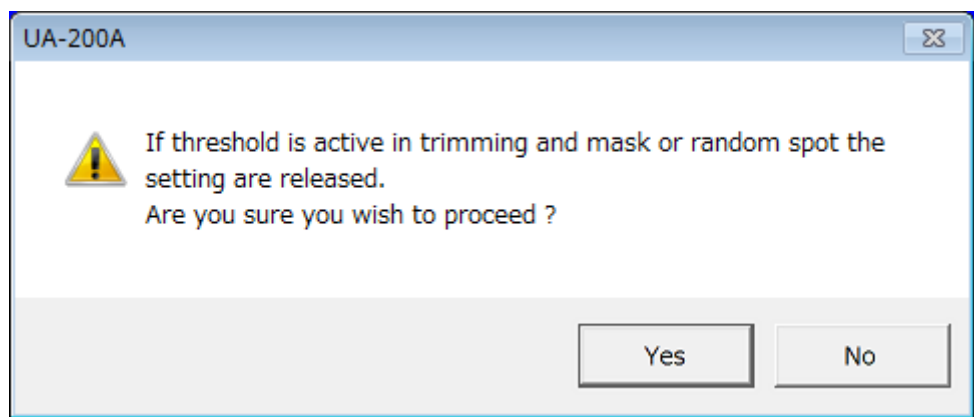 UA-200A
If threshold is active in trimming and mask or random spot the
setting are released.
Are you sure you wish to proceed ?
Yes
No